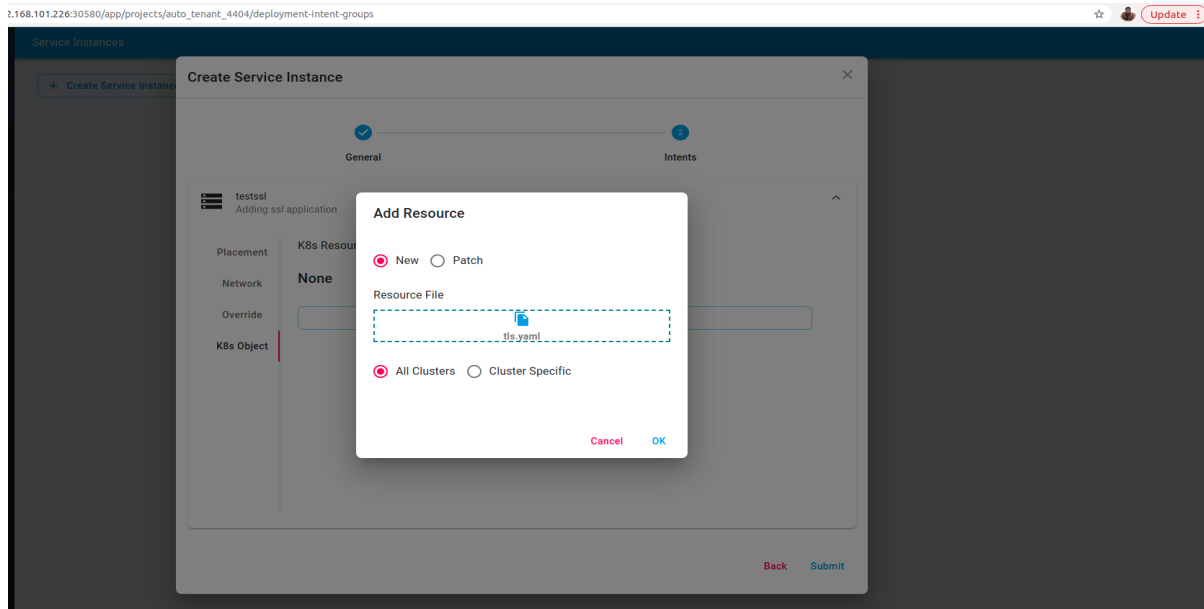 2.168.101.226:30580/app/projects/auto_tenant_4404/deployment-intent-groups
Update
Service Instances
+ Create Service Instanc
Create Service Instance
2
General
Intents
testssl
Adding ssl application
Add Resource
Placement
K8s Resour
New
Patch
Network
None
Resource File
Override
tls.yaml
K8s Object
All Clusters
Cluster Specific
Cancel
OK
Back
Submit